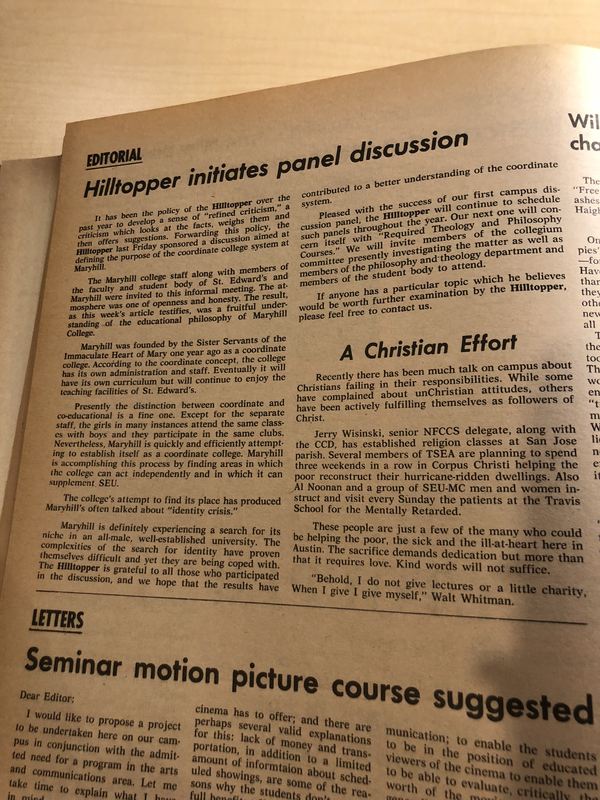 EDITORIAL
Hilltopper initiates panel discussion
It has been the policy of the Hilltopper over the
past year to develop a sense of "refined criticism," a
criticism which looks at the facts, weighs them and
then offers suggestions. Forwarding this policy, the
Hilltopper last Friday sponsored a discussion aimed at
defining the purpose of the coordinate college system at
Maryhill.
The Maryhill college staff along with members of
the faculty and student body of St. Edward's and
Maryhill were invited to this informal meeting. The at-
mosphere was one of openness and honesty. The result,
as this week's article testifies, was a fruitful under-
standing of the educational philosophy of Maryhill
College.
Maryhill was founded by the Sister Servants of the
Immaculate Heart of Mary one year ago as a coordinate
college. According to the coordinate concept, the college
has its own administration and staff. Eventually it will
have its own curriculum but will continue to enjoy the
teaching facilities of St. Edward's.
Presently the distinction between coordinate and
co-educational is a fine one. Except for the separate
staff, the girls in many instances attend the same class-
es with boys and they participate in the same clubs.
Nevertheless, Maryhill is quickly and efficiently attempt-
ing to establish itself as a coordinate college. Maryhill
is accomplishing this process by finding areas in which
the college can act independently and in which it can
supplement SEU.
The college's attempt to find its place has produced
Maryhill's often talked about "identity crisis."
Maryhill is definitely experiencing a search for its
niche in an all-male, well-established university. The
complexities of the search for identity have proven
themselves difficult and yet they are being coped with.
The Hilltopper is grateful to all those who participated
in the discussion, and we hope that the results have
contributed to a better understanding of the coordinate
system.
Pleased with the success of our first campus dis-
cussion panel, the Hilltopper will continue to schedule
such panels throughout the year. Our next one will con-
cern itself with "Required Theology and Philosophy
Courses." We will invite members of the collegium
committee presently investigating the matter as well as
members of the philosophy and theology department and
members of the student body to attend.
If anyone has a particular topic which he believes
would be worth further examination by the Hilltopper,
please feel free to contact us.
A Christian Effort
Recently there has been much talk on campus about
Christians failing in their responsibilities. While some
have complained about unChristian attitudes, others
have been actively fulfilling themselves as followers of
Christ.
Jerry Wisinski, senior NFCCS delegate, along with
the CCD, has established religion classes at San Jose
parish. Several members of TSEA are planning to spend
three weekends in a row in Corpus Christi helping the
poor reconstruct their hurricane-ridden dwellings. Also
Al Noonan and a group of SEU-MC men and women in-
struct and visit every Sunday the patients at the Travis
School for the Mentally Retarded.
These people are just a few of the many who could
be helping the poor, the sick and the ill-at-heart here in
Austin. The sacrifice demands dedication but more than
that it requires love. Kind words will not suffice.
"Behold, I do not give lectures or a little charity,
When I give I give myself," Walt Whitman.
LETTERS
Seminar motion picture course suggested
Dear Editor:
I would like to propose a project
to be undertaken here on our cam-
pus in conjunction with the admit-
ted need for a program in the arts
and communications area. Let me
take time to explain what I have
in mind
cinema has to offer; and there are
perhaps several valid explanations
for this: lack of money and trans-
portation, in addition to a limited
amount of informtaion about sched-
uled showings, are some of the rea-
sons why the students don't
munication; to enable the students
to be in the position of educated
viewers of the cinema to enable them
to be able to evaluate, critically, the
worth of the